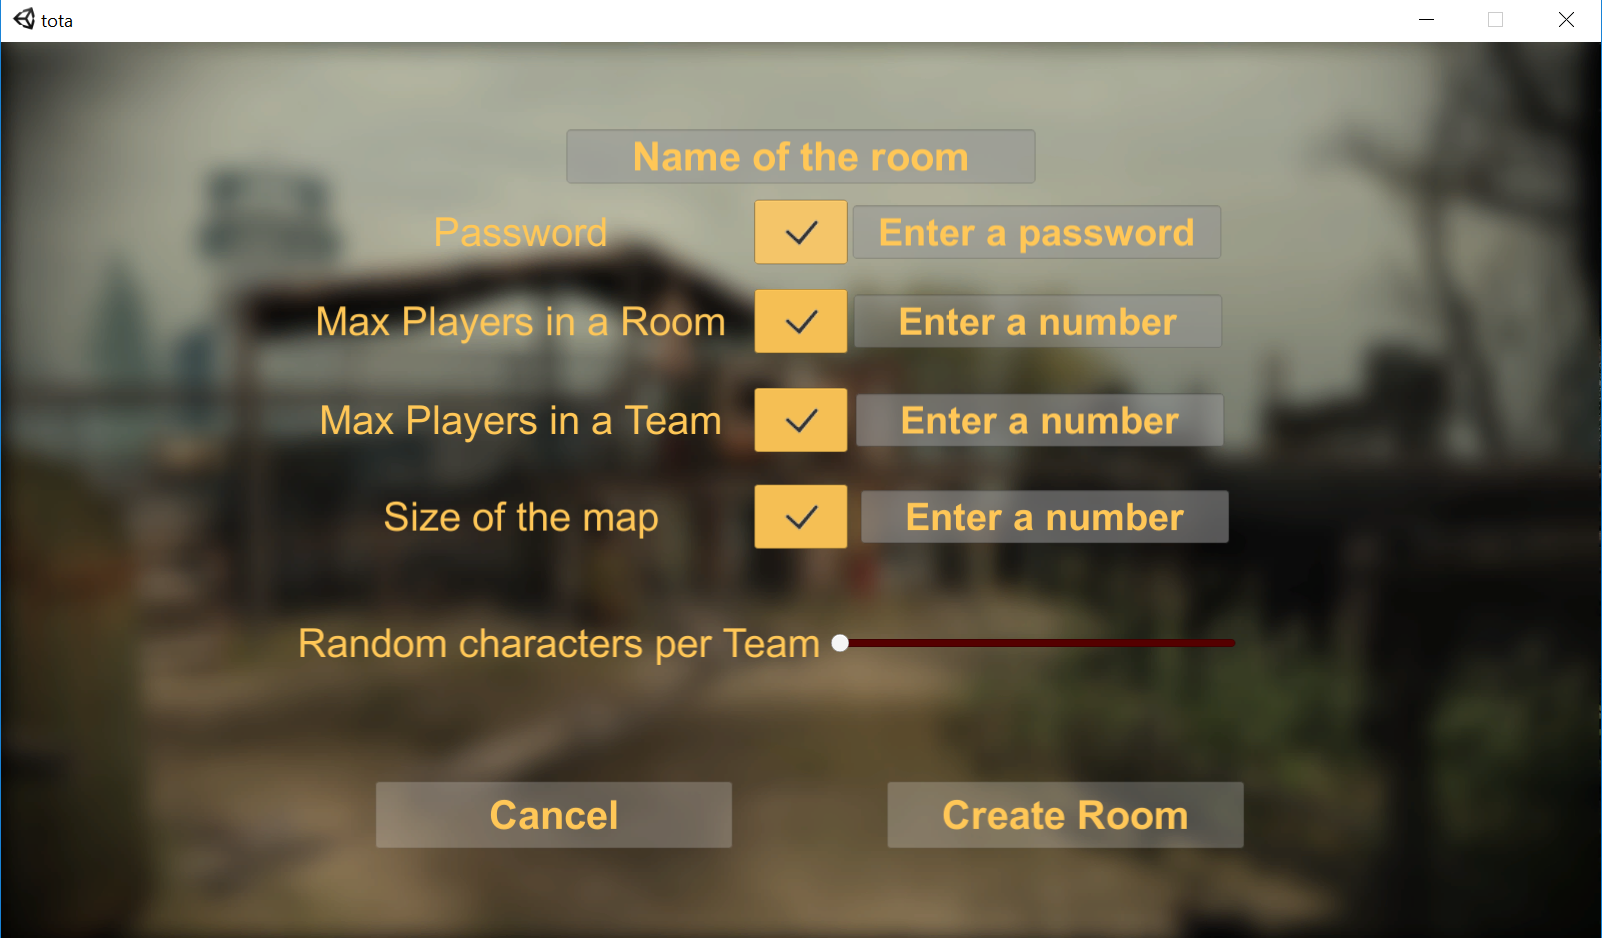 tota
Name of the room
Password
Enter a password
Max Players in a Room
Enter a number
Max Players in a Team
Enter a number
Size of the map
Enter a number
Random characters per Team
Cancel
Create Room